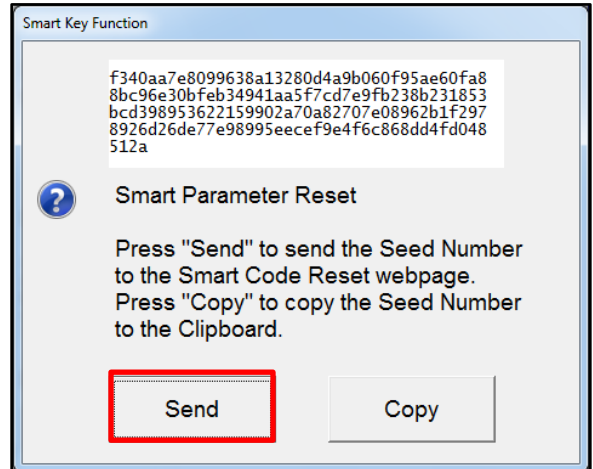 Smart Key Function
f340aa7e8099638a13280d4a9b060f95ae60fa8
8bc96e30bfeb34941aa5f7cd7e9fb238b231853
bcd398953622159902a70a82707e08962b1f297
8926d26de77e98995eecef9e4f6c868dd4fd048
512a
Smart Parameter Reset
Press "Send" to send the Seed Number
to the Smart Code Reset webpage.
Press "Copy" to copy the Seed Number
to the Clipboard.
Send
Copy